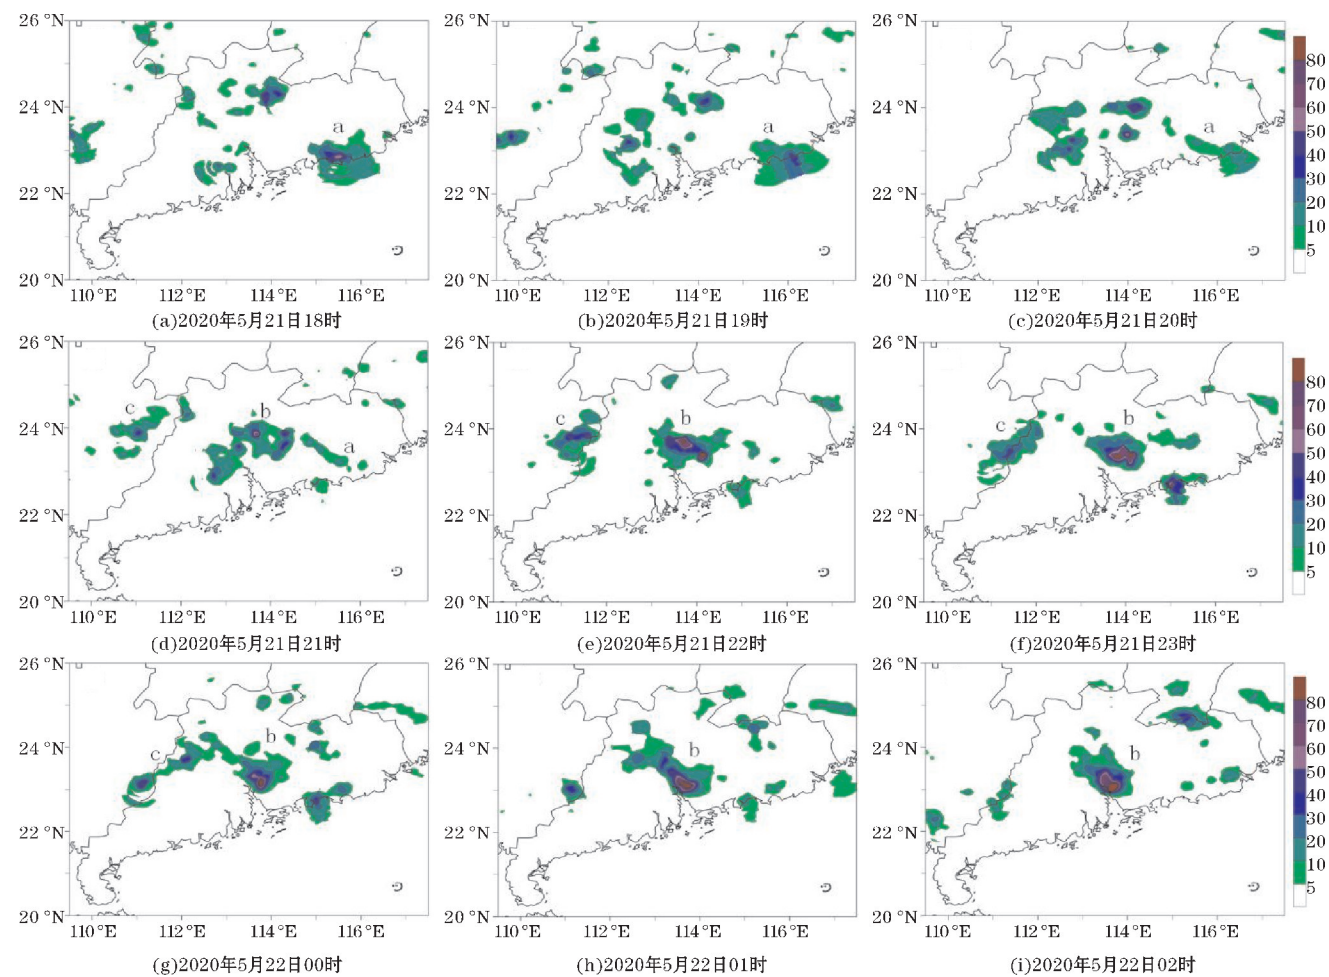 26 °N
24 °N
22 °N
20 °N
a
110 °E 112 °E 114 °E 116 °E
(a)2020年5月21日18时
26 °N
24 °N
22 °N
20 °N
a
110 °E 112 °E 114 °E 116 °E
(b)2020年5月21日19时
26 °N
24 °N
22 °N
20 °N
a
110 °E 112 °E 114 °E 116 °E
(c)2020年5月21日20时
80
70
60
50
40
30
20
10
5
26 °N
24 °N
22 °N
20 °N
c b a
110 °E 112 °E 114 °E 116 °E
(d)2020年5月21日21时
26 °N
24 °N
22 °N
20 °N
c b
110 °E 112 °E 114 °E 116 °E
(e)2020年5月21日22时
26 °N
24 °N
22 °N
20 °N
c b
110 °E 112 °E 114 °E 116 °E
(f)2020年5月21日23时
80
70
60
50
40
30
20
10
5
26 °N
24 °N
22 °N
20 °N
c b
110 °E 112 °E 114 °E 116 °E
(g)2020年5月22日00时
26 °N
24 °N
22 °N
20 °N
b
110 °E 112 °E 114 °E 116 °E
(h)2020年5月22日01时
26 °N
24 °N
22 °N
20 °N
b
110 °E 112 °E 114 °E 116 °E
(i)2020年5月22日02时
80
70
60
50
40
30
20
10
5